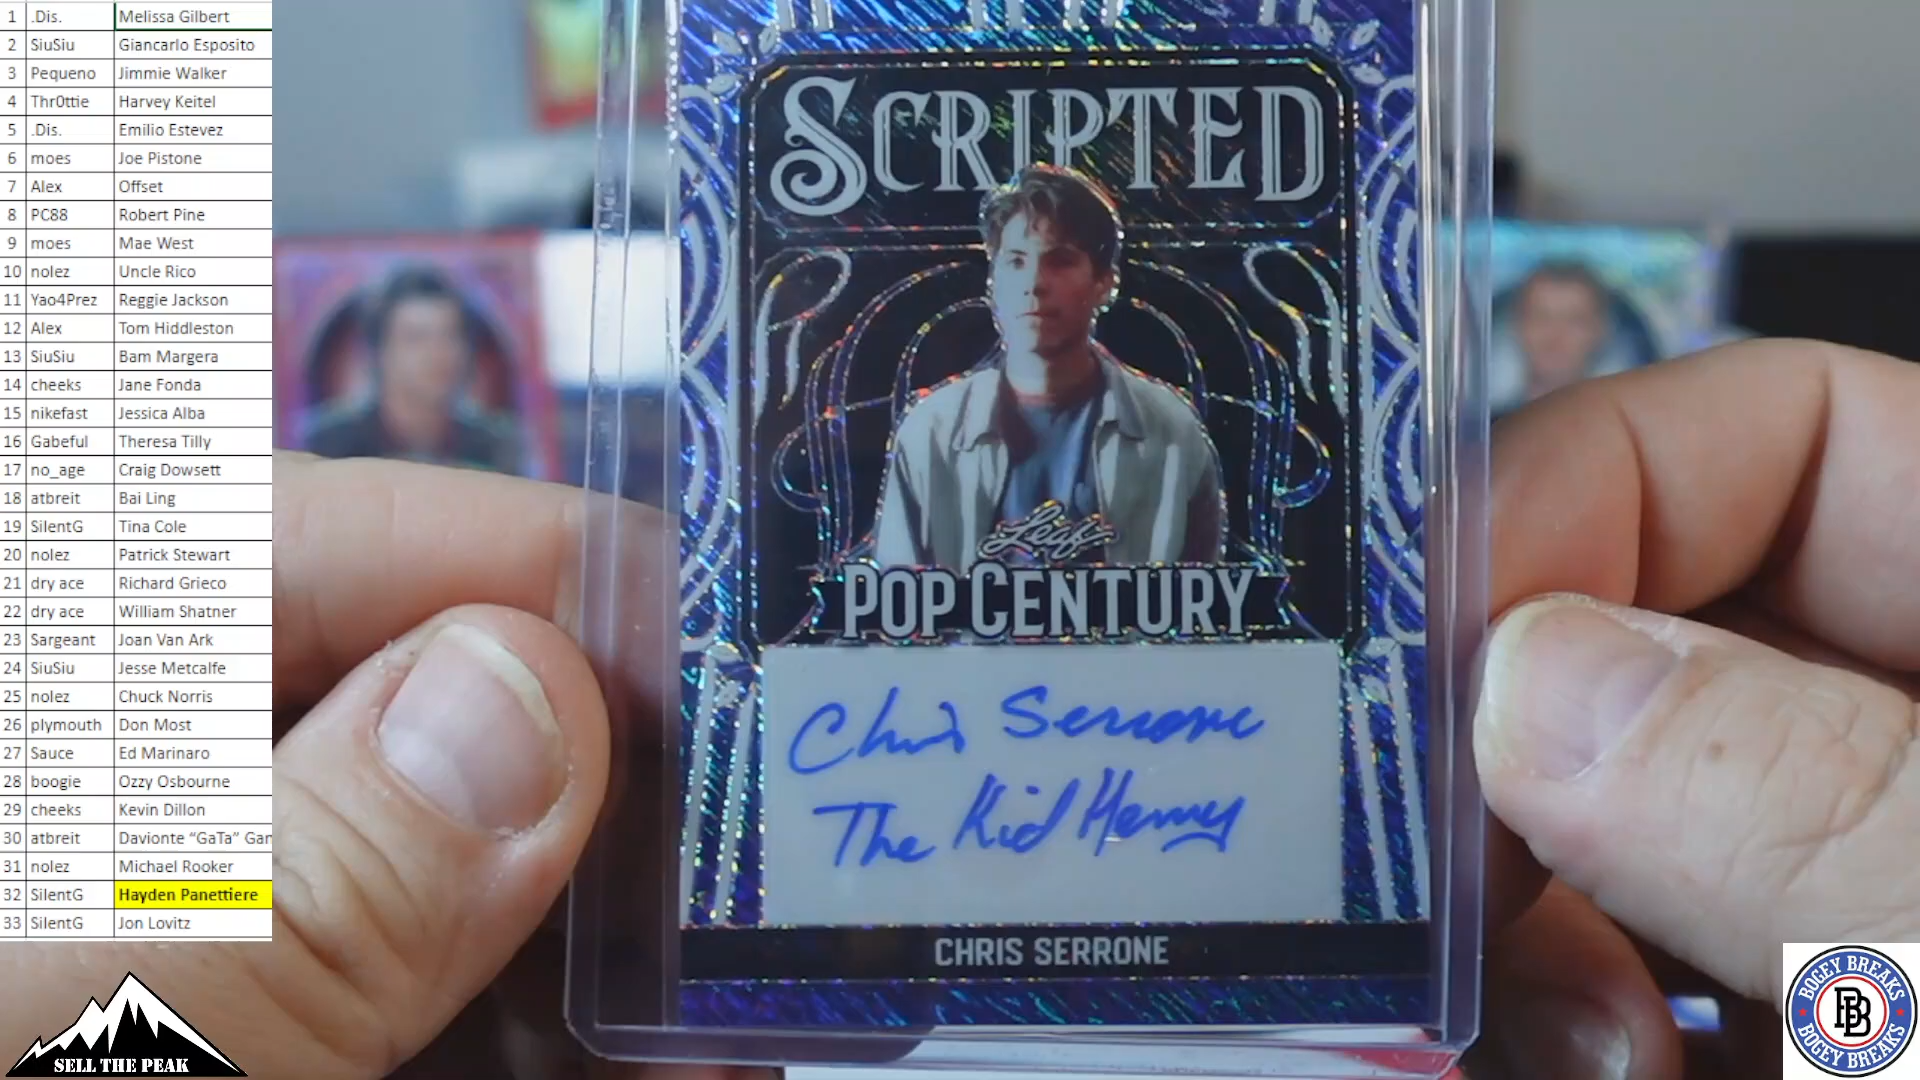 1 .Dis. Melissa Gilbert
2 SiuSiu Giancarlo Esposito
3 Pequeno Jimmie Walker
4 Thr0ttie Harvey Keitel
5 .Dis. Emilio Estevez
6 moes Joe Pistone
7 Alex Offset
8 PC88 Robert Pine
9 moes Mae West
10 nolez Uncle Rico
11 Yao4Prez Reggie Jackson
12 Alex Tom Hiddleston
13 SiuSiu Bam Margera
14 cheeks Jane Fonda
15 nikefast Jessica Alba
16 Gabeful Theresa Tilly
17 no_age Craig Dowsett
18 atbreit Bai Ling
19 SilentG Tina Cole
20 nolez Patrick Stewart
21 dry ace Richard Grieco
22 dry ace William Shatner
23 Sargeant Joan Van Ark
24 SiuSiu Jesse Metcalfe
25 nolez Chuck Norris
26 plymouth Don Most
27 Sauce Ed Marinaro
28 boogie Ozzy Osbourne
29 cheeks Kevin Dillon
30 atbreit Davionte “GaTa” Gan
31 nolez Michael Rooker
32 SilentG Hayden Panettiere
33 SilentG Jon Lovitz
SELL THE PEAK
SCRIPTED
Leaf
POP CENTURY
Chris Serrone
The Kid Henry
CHRIS SERRONE
BOGEY BREAKS
BB
BOGEY BREAKS